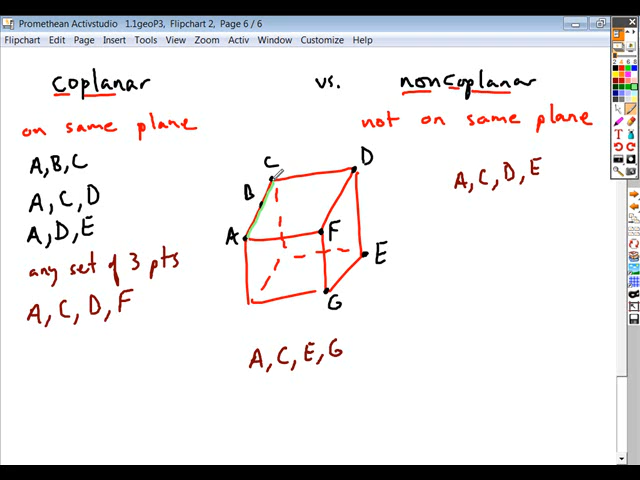 Promethean Activstudio 1.1geoP3, Flipchart 2, Page 6 / 6
Flipchart Edit Page Insert Tools View Zoom Activ Window Customize Help
coplanar vs. noncoplanar
on same plane
not on same plane
A, B, C
A, C, D
A, D, E
any set of 3 pts
A, C, D, F
A, C, D, E
C
D
B
A
F
E
G
A, C, E, G